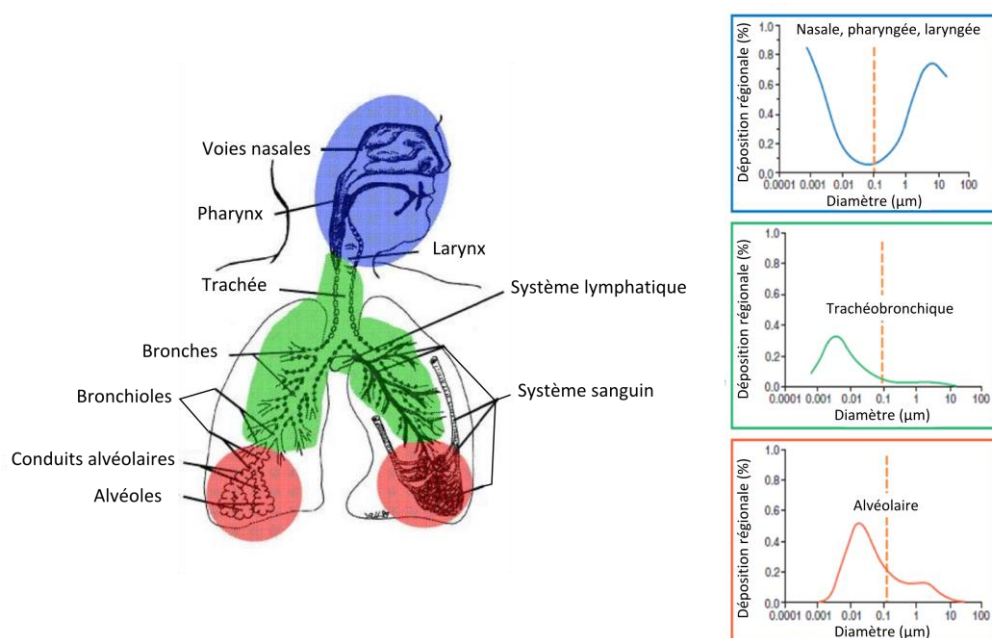 Voies nasales
Pharynx
Larynx
Trachée
Système lymphatique
Bronches
Bronchioles
Système sanguin
Conduits alvéolaires
Alvéoles
Nasale, pharyngée, laryngée
Déposition régionale (%)
1.0
0.8
0.6
0.4
0.2
0.0
0.0001 0.01 0.1 1 10 100
Diamètre (µm)
Trachéobronchique
Déposition régionale (%)
1.0
0.8
0.6
0.4
0.2
0.0
0.0001 0.001 0.01 0.1 1 10 100
Diamètre (µm)
Alvéolaire
Déposition régionale (%)
1.0
0.8
0.6
0.4
0.2
0.0
0.0001 0.001 0.01 0.1 1 10 100
Diamètre (µm)